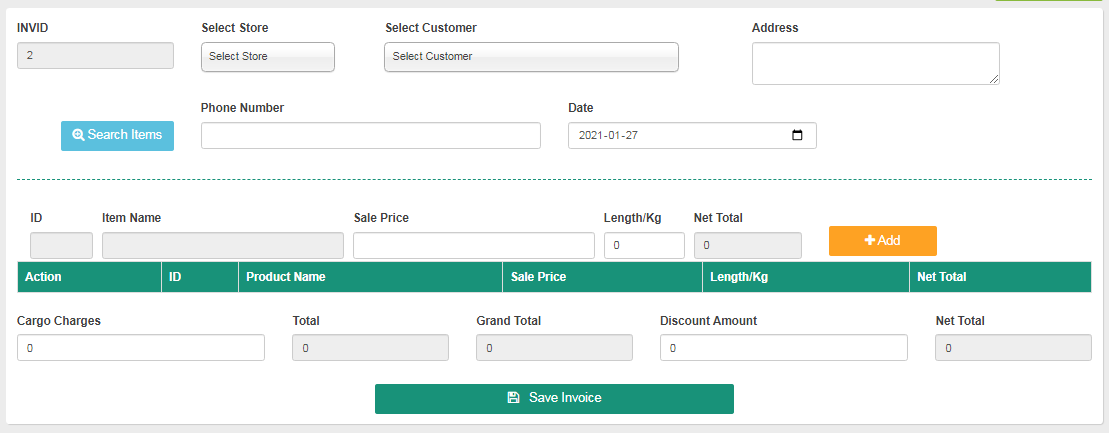 INVID Select Store Select Customer Address
2 Select Store Select Customer
Phone Number Date
Search Items 2021-01-27
ID Item Name Sale Price Length/Kg Net Total
0 0 Add
Action ID Product Name Sale Price Length/Kg Net Total
Cargo Charges Total Grand Total Discount Amount Net Total
0 0 0 0 0
Save Invoice